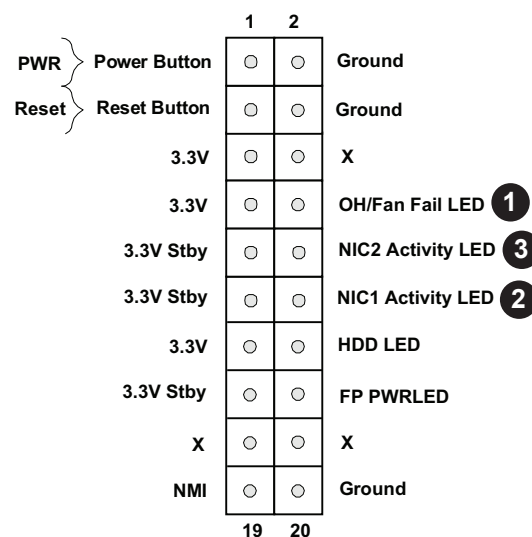 1 2
PWR Power Button Ground
Reset Reset Button Ground
3.3V X
3.3V OH/Fan Fail LED 1
3.3V Stby NIC2 Activity LED 3
3.3V Stby NIC1 Activity LED 2
3.3V HDD LED
3.3V Stby FP PWRLED
X X
NMI Ground
19 20